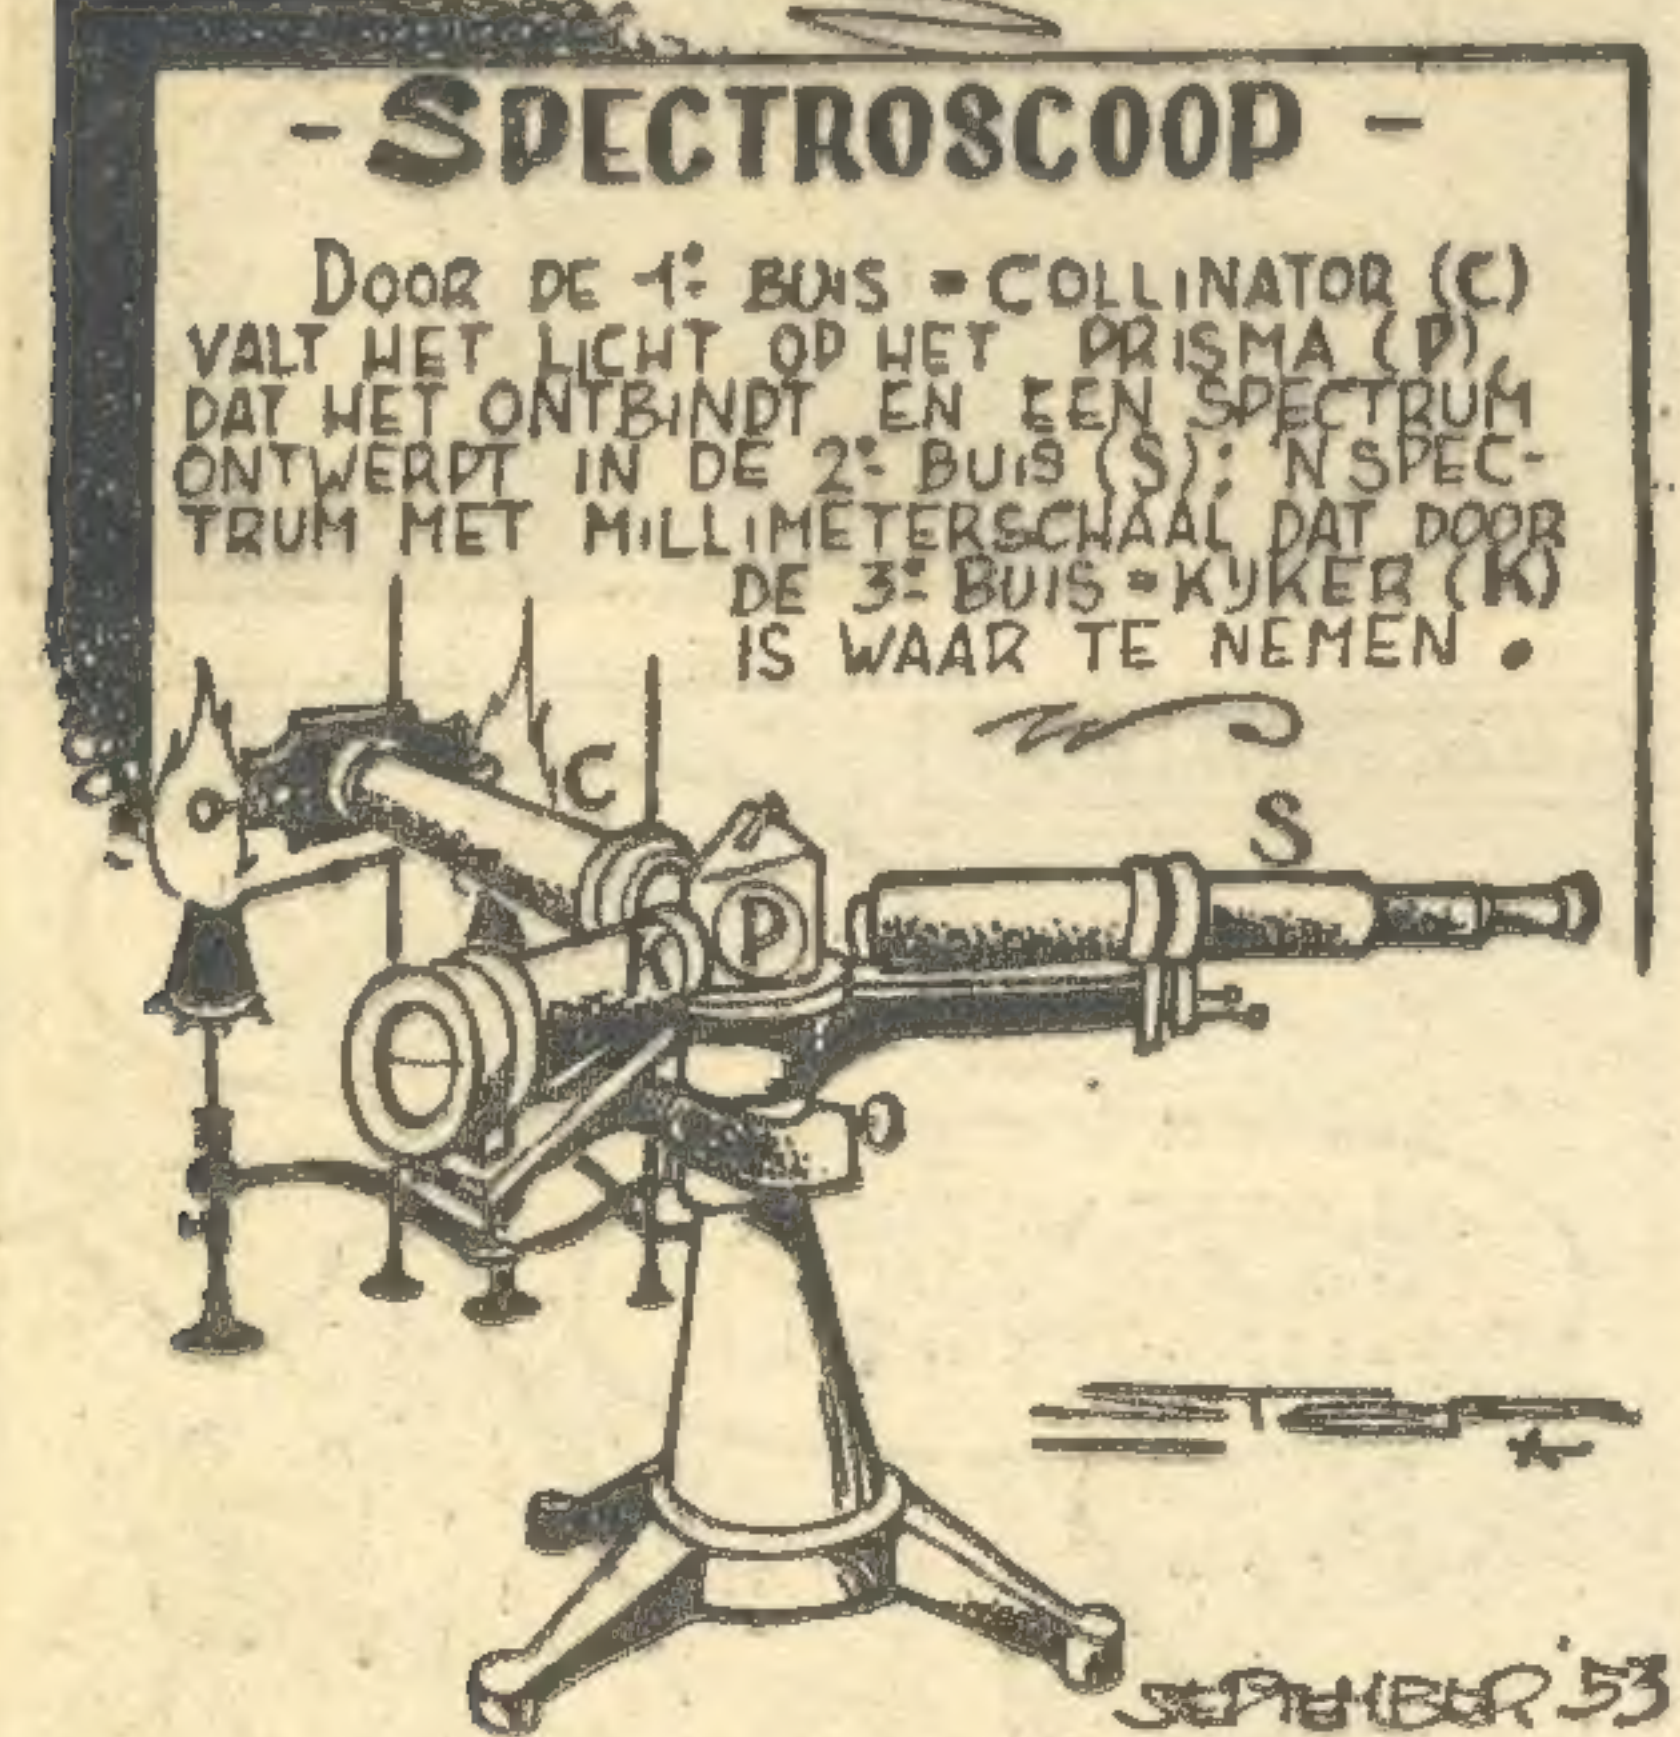 - SPECTROSCOOP -
DOOR DE 1e BUIS = COLLINATOR (C)
VALT HET LICHT OP HET PRISMA (P),
DAT HET ONTBINDT EN EEN SPECTRUM
ONTWERPT IN DE 2e BUIS (S); 'N SPEC-
TRUM MET MILLIMETERSCHAAL DAT DOOR
DE 3e BUIS = KIJKER (K)
IS WAAR TE NEMEN.
C
S
P
K
SEPTEMBER '53